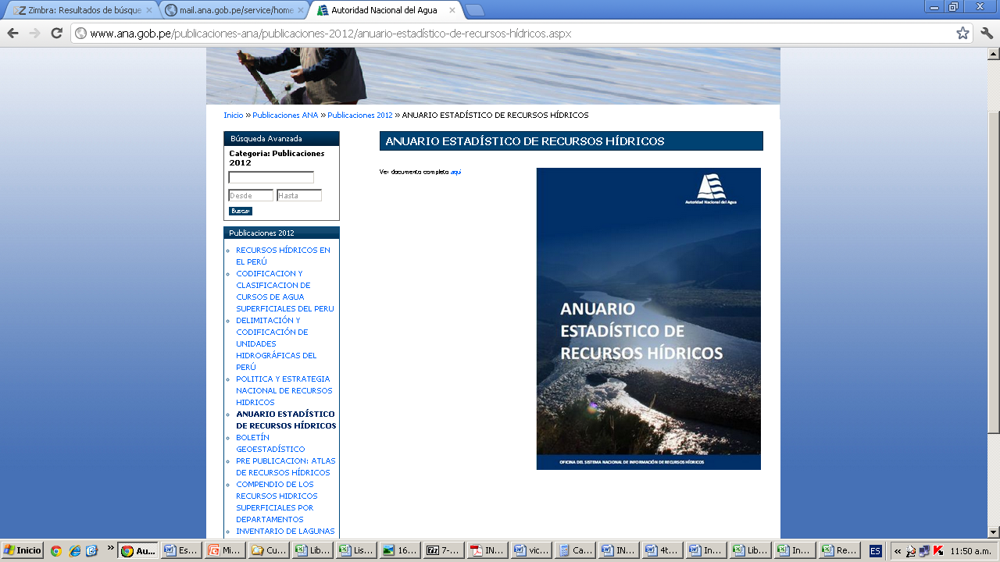 Zimbra: Resultados de búsque
mail.ana.gob.pe/service/home
Autoridad Nacional del Agua
www.ana.gob.pe/publicaciones-ana/publicaciones-2012/anuario-estadístico-de-recursos-hídricos.aspx
Inicio » Publicaciones ANA » Publicaciones 2012 » ANUARIO ESTADÍSTICO DE RECURSOS HÍDRICOS
Búsqueda Avanzada
Categoria: Publicaciones
2012
Desde
Hasta
Buscar
Publicaciones 2012
RECURSOS HÍDRICOS EN
EL PERÚ
CODIFICACION Y
CLASIFICACION DE
CURSOS DE AGUA
SUPERFICIALES DEL PERU
DELIMITACIÓN Y
CODIFICACIÓN DE
UNIDADES
HIDROGRÁFICAS DEL
PERÚ
POLITICA Y ESTRATEGIA
NACIONAL DE RECURSOS
HIDRICOS
ANUARIO ESTADÍSTICO
DE RECURSOS HÍDRICOS
BOLETÍN
GEOESTADÍSTICO
PRE PUBLICACION: ATLAS
DE RECURSOS HÍDRICOS
COMPENDIO DE LOS
RECURSOS HIDRICOS
SUPERFICIALES POR
DEPARTAMENTOS
INVENTARIO DE LAGUNAS
ANUARIO ESTADÍSTICO DE RECURSOS HÍDRICOS
Ver documento completo aquí
Autoridad Nacional del Agua
ANUARIO
ESTADÍSTICO DE
RECURSOS HÍDRICOS
OFICINA DEL SISTEMA NACIONAL DE INFORMACIÓN DE RECURSOS HÍDRICOS
Inicio
»
Au...
Es...
Mi...
Cu...
Lib...
Lis...
16...
7-...
IN...
vic...
Ca...
IN...
4t...
In...
Lib...
In...
Re...
ES
«
11:50 a.m.